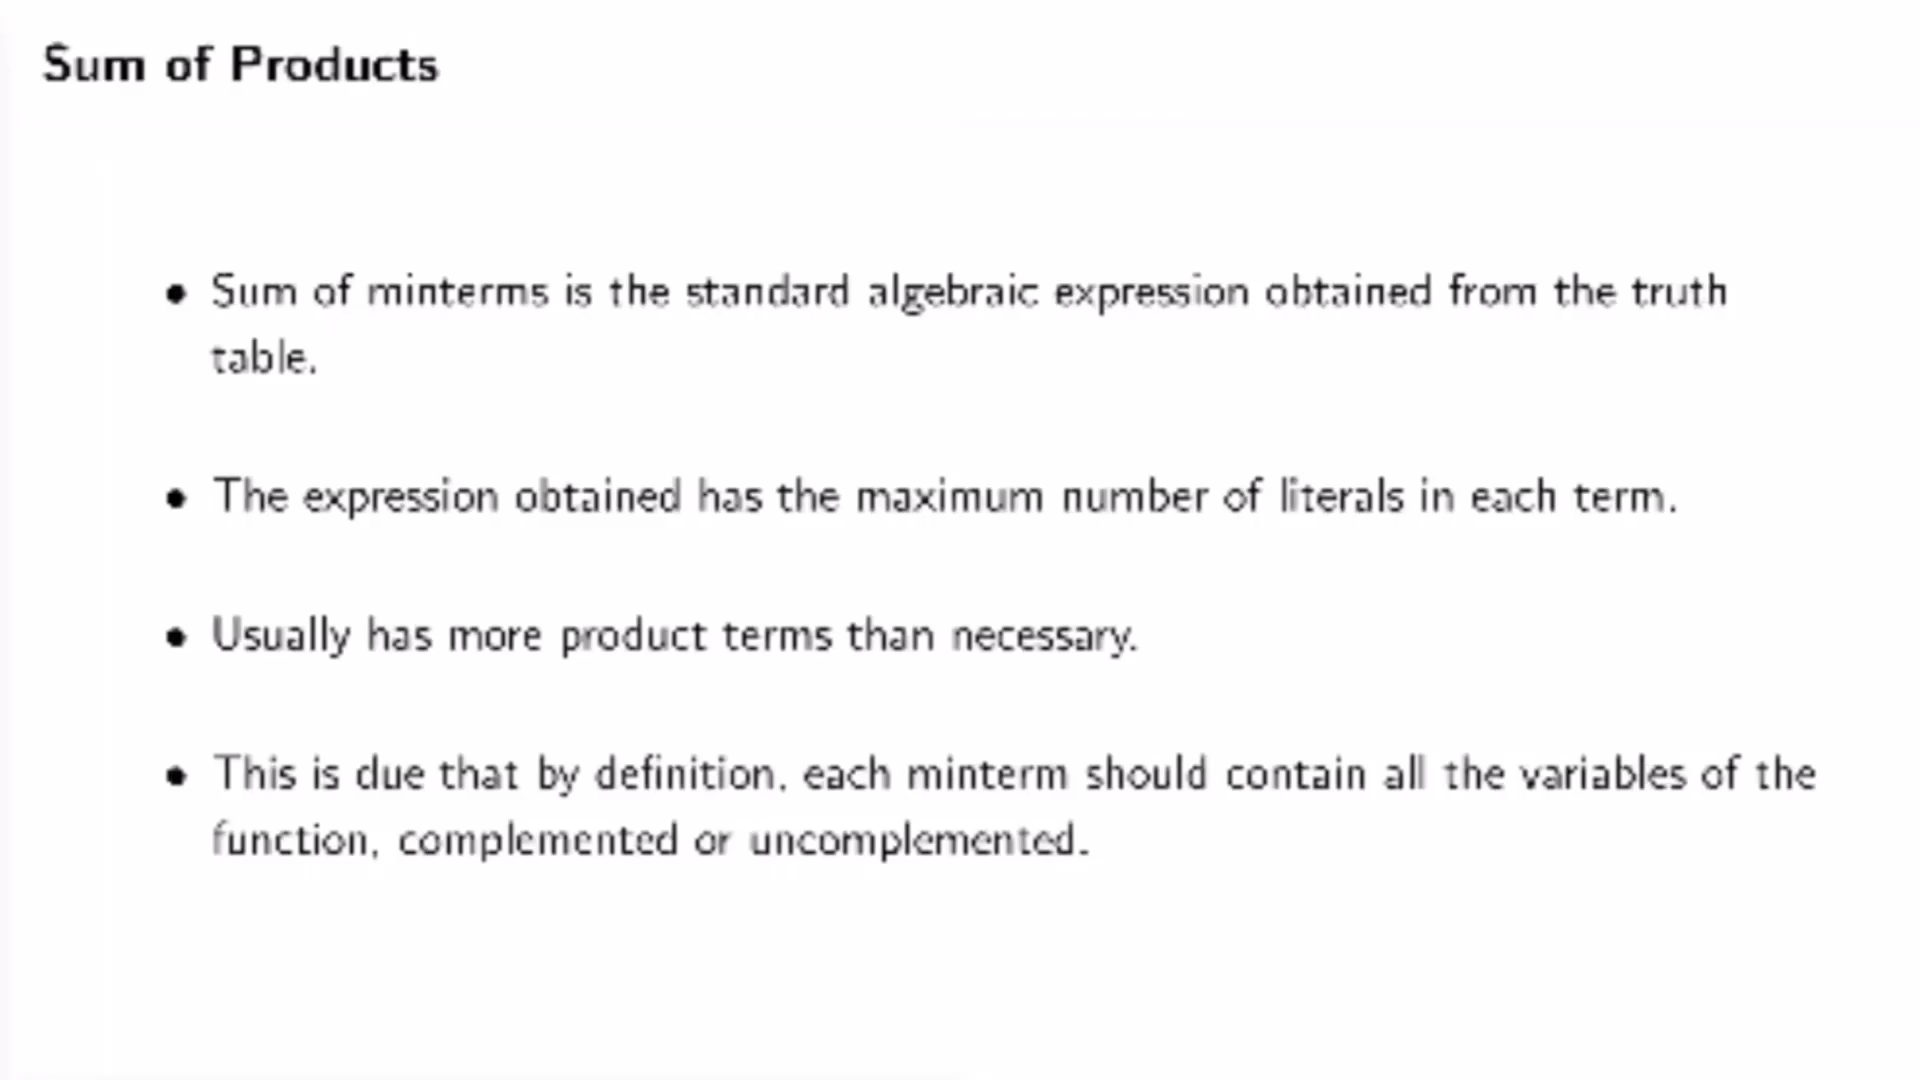 Sum of Products
• Sum of minterms is the standard algebraic expression obtained from the truth
table.
• The expression obtained has the maximum number of literals in each term.
• Usually has more product terms than necessary.
• This is due that by definition, each minterm should contain all the variables of the
function, complemented or uncomplemented.